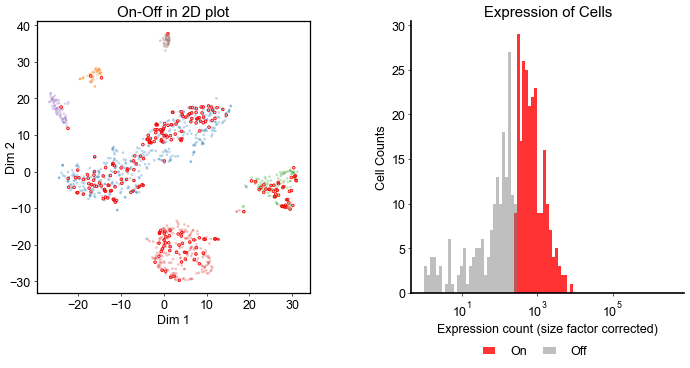 On-Off in 2D plot
Dim 2
40
30
20
10
0
−10
−20
−30
−20 −10 0 10 20 30
Dim 1
Expression of Cells
Cell Counts
30
25
20
15
10
5
0
10¹ 10³ 10⁵
Expression count (size factor corrected)
On Off